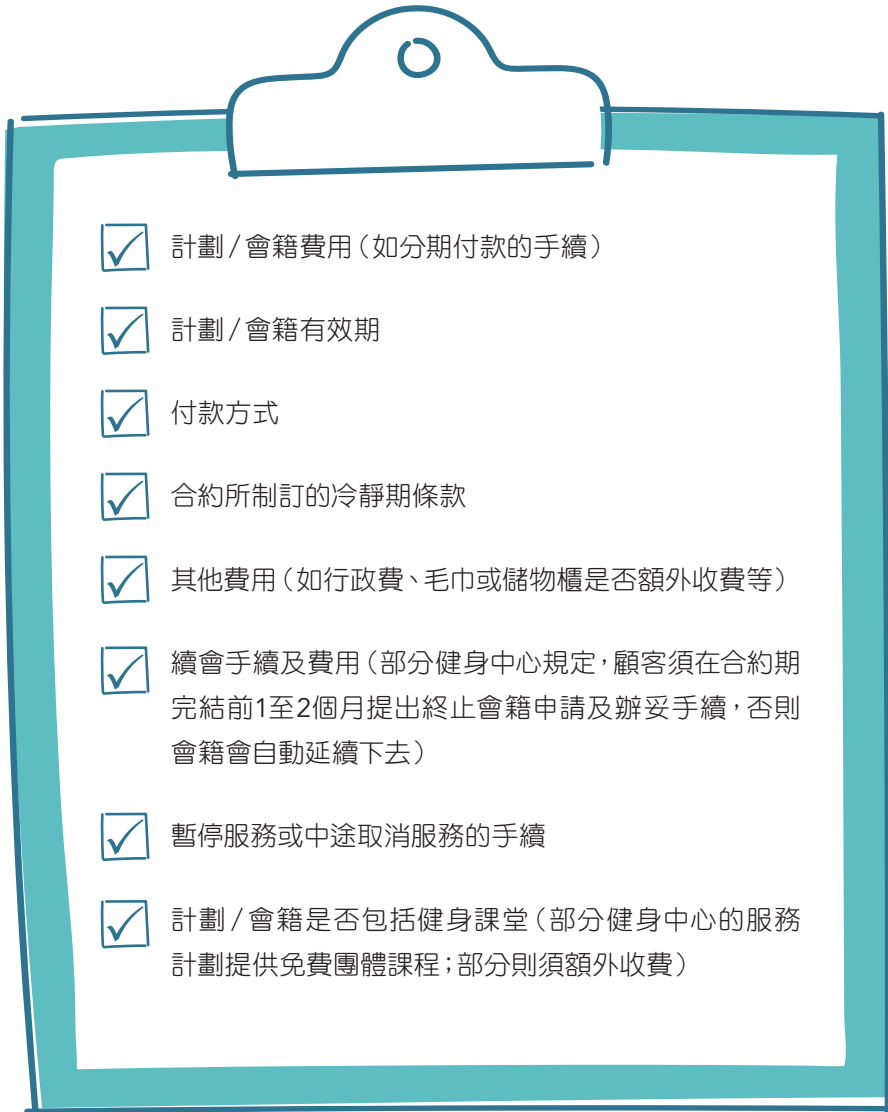 計劃/會籍費用(如分期付款的手續)
計劃/會籍有效期
付款方式
合約所制訂的冷靜期條款
其他費用(如行政費、毛巾或儲物櫃是否額外收費等)
續會手續及費用(部分健身中心規定,顧客須在合約期
完結前1至2個月提出終止會籍申請及辦妥手續,否則
會籍會自動延續下去)
暫停服務或中途取消服務的手續
計劃/會籍是否包括健身課堂(部分健身中心的服務
計劃提供免費團體課程;部分則須額外收費)